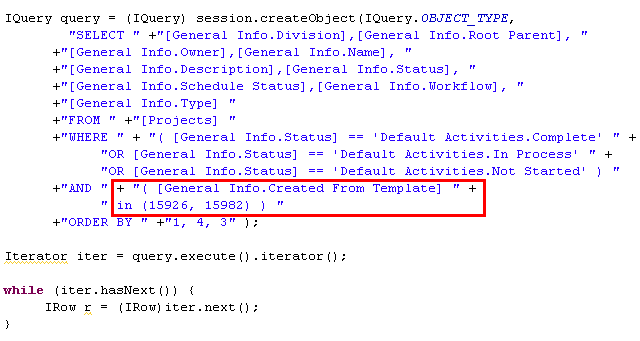 IQuery query = (IQuery) session.createObject(IQuery.OBJECT_TYPE,
"SELECT " +"[General Info.Division],[General Info.Root Parent], "
+"[General Info.Owner],[General Info.Name], "
+"[General Info.Description],[General Info.Status], "
+"[General Info.Schedule Status],[General Info.Workflow], "
+"[General Info.Type] "
+"FROM " +"[Projects] "
+"WHERE " + "( [General Info.Status] == 'Default Activities.Complete' " +
"OR [General Info.Status] == 'Default Activities.In Process' " +
"OR [General Info.Status] == 'Default Activities.Not Started' ) "
+"AND " + "( [General Info.Created From Template] " +
" in (15926, 15982) ) "
+"ORDER BY " +"1, 4, 3" );
Iterator iter = query.execute().iterator();
while (iter.hasNext()) {
IRow r = (IRow)iter.next();
}